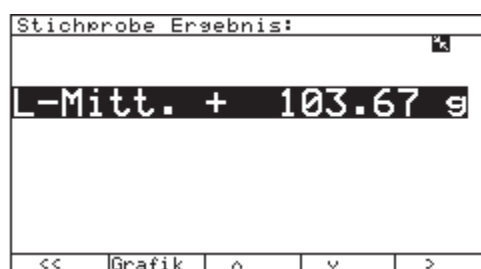 Stichprobe Ergebnis:
L-Mitt. + 103.67 g
<< Grafik ^ v >